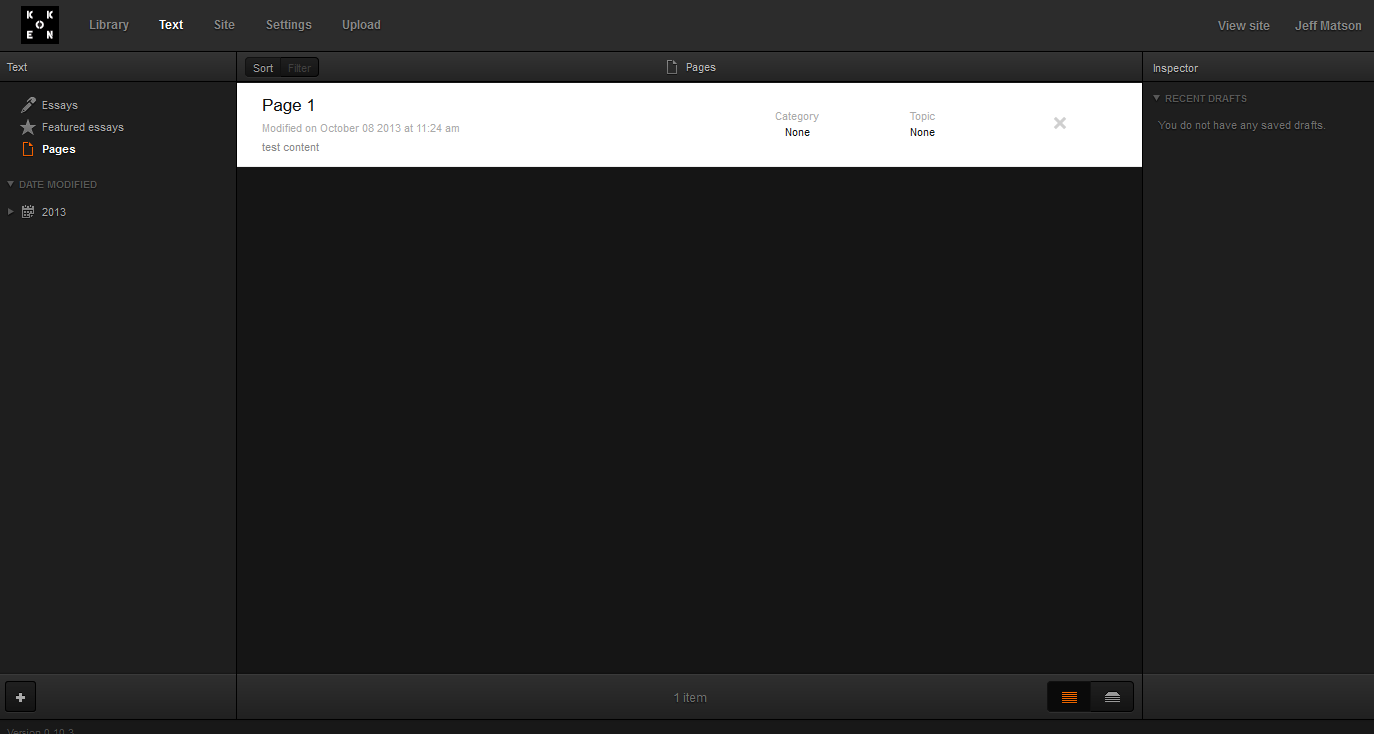 K K
O
E N
Library Text Site Settings Upload View site Jeff Matson
Text
Sort Filter
Pages
Inspector
Essays
Featured essays
Pages
DATE MODIFIED
2013
Page 1
Modified on October 08 2013 at 11:24 am
test content
Category
None
Topic
None
RECENT DRAFTS
You do not have any saved drafts.
1 item
Version 0.10.3